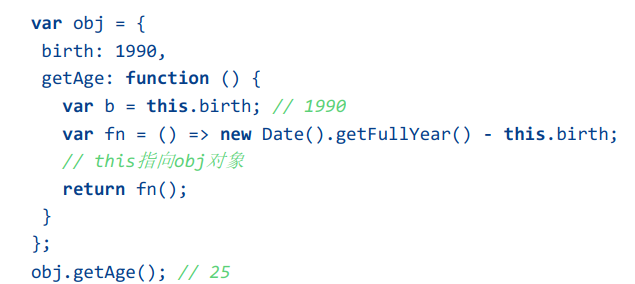 var obj = {
 birth: 1990,
 getAge: function () {
   var b = this.birth; // 1990
   var fn = () => new Date().getFullYear() - this.birth;
   // this指向obj对象
   return fn();
 }
};
obj.getAge(); // 25